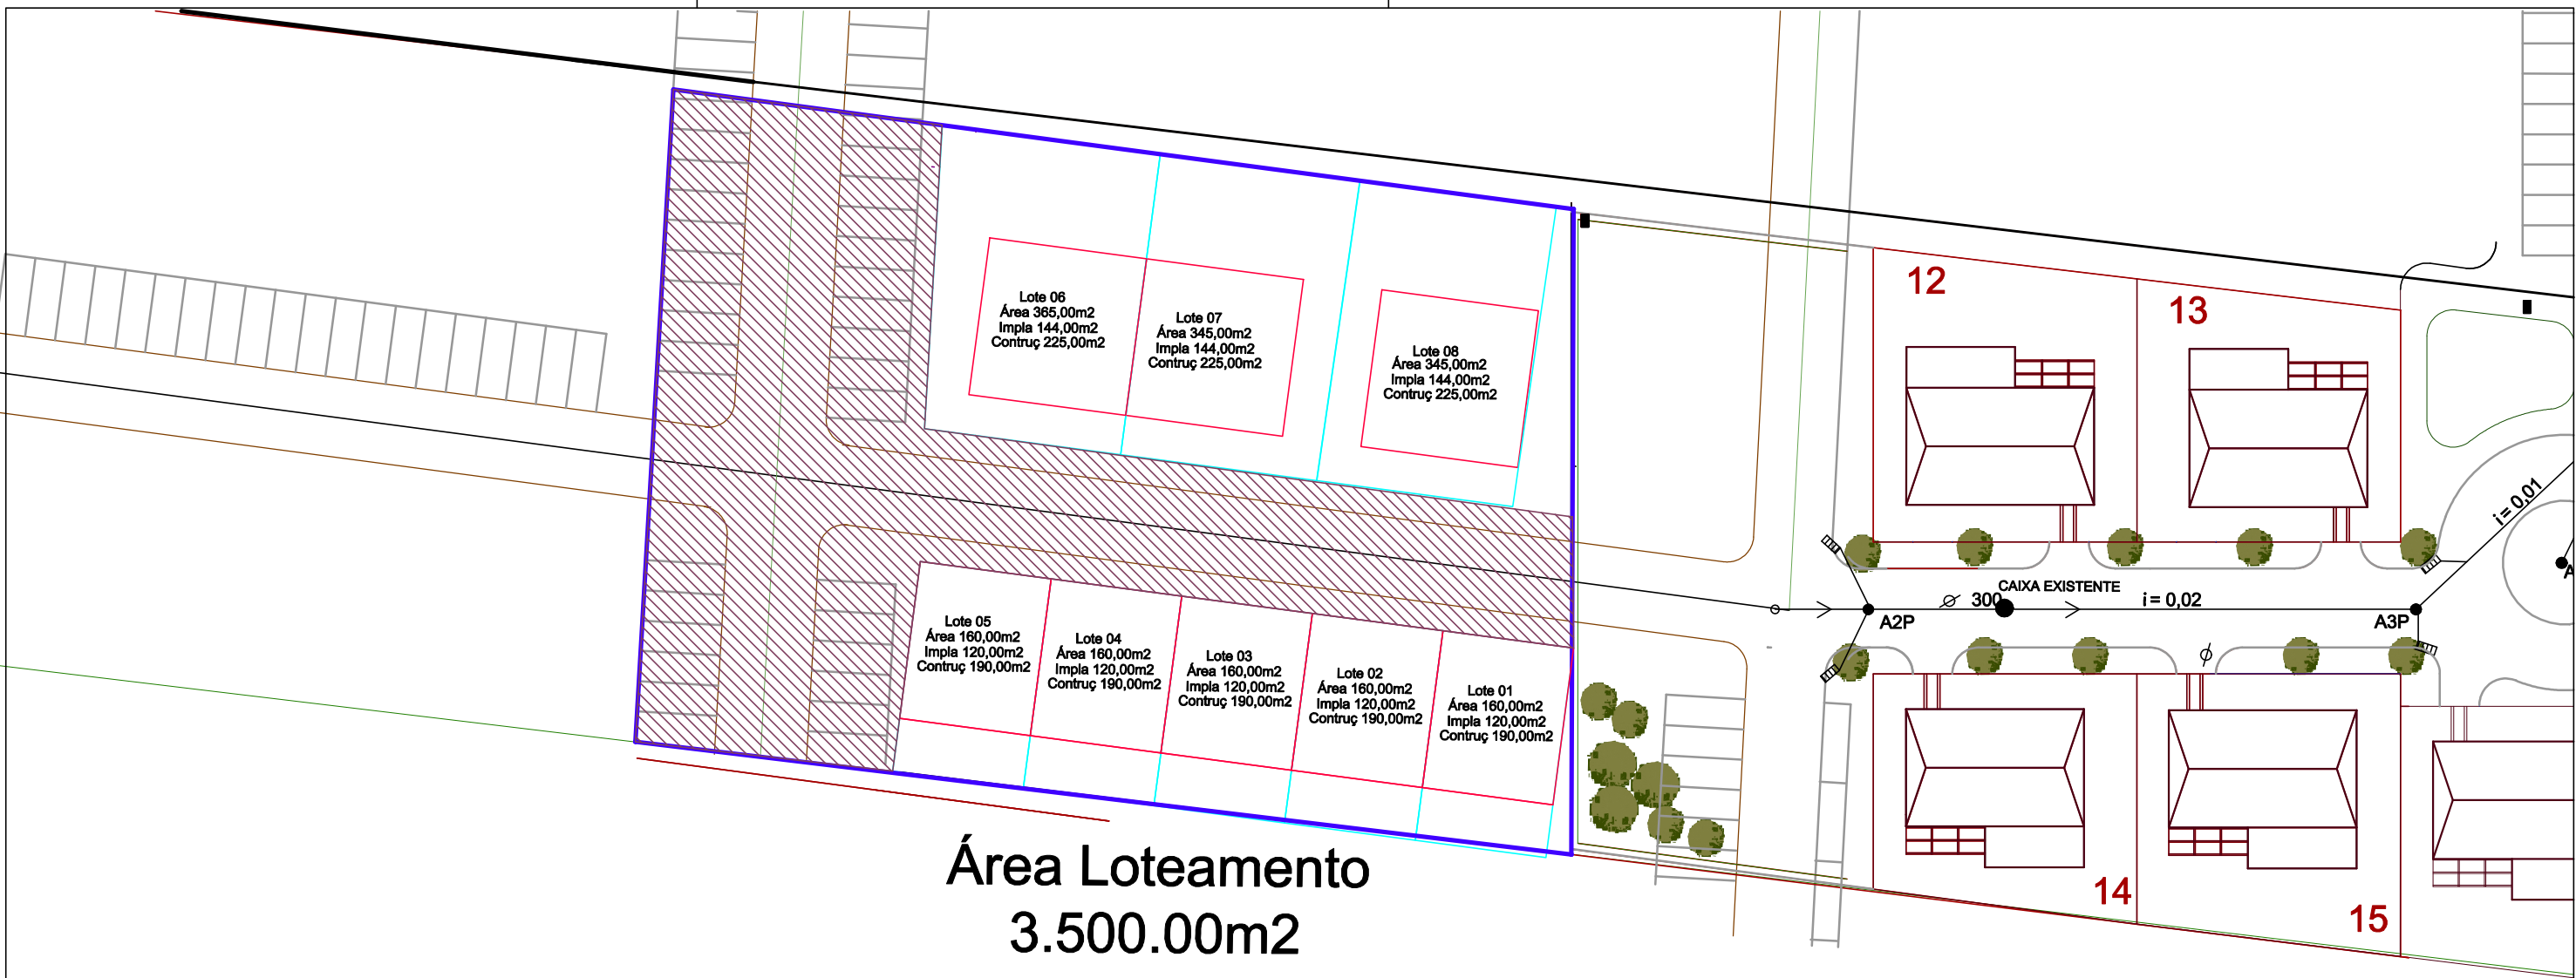 Lote 06
Área 365,00m2
Impla 144,00m2
Contruç 225,00m2
Lote 07
Área 345,00m2
Impla 144,00m2
Contruç 225,00m2
Lote 08
Área 345,00m2
Impla 144,00m2
Contruç 225,00m2
12
13
i = 0,01
Lote 05
Área 160,00m2
Impla 120,00m2
Contruç 190,00m2
Lote 04
Área 160,00m2
Impla 120,00m2
Contruç 190,00m2
Lote 03
Área 160,00m2
Impla 120,00m2
Contruç 190,00m2
Lote 02
Área 160,00m2
Impla 120,00m2
Contruç 190,00m2
Lote 01
Área 160,00m2
Impla 120,00m2
Contruç 190,00m2
CAIXA EXISTENTE
∅ 300
i = 0,02
A2P
A3P
A
∅
14
15
Área Loteamento
3.500.00m2